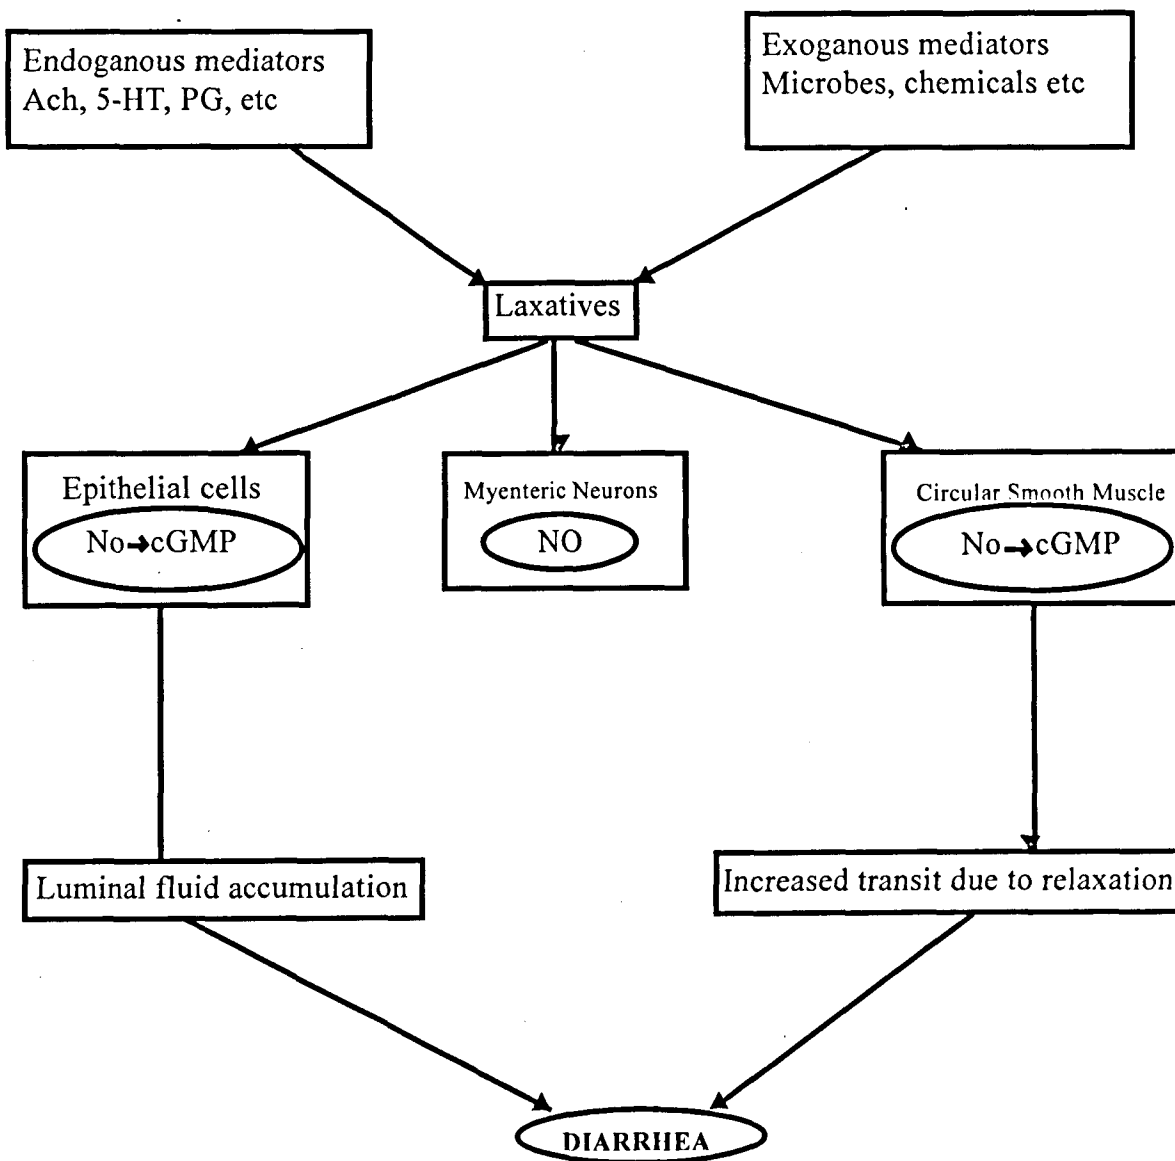 Endoganous mediators
Ach, 5-HT, PG, etc
Exoganous mediators
Microbes, chemicals etc
Laxatives
Epithelial cells
No→cGMP
Myenteric Neurons
NO
Circular Smooth Muscle
No→cGMP
Luminal fluid accumulation
Increased transit due to relaxation
DIARRHEA